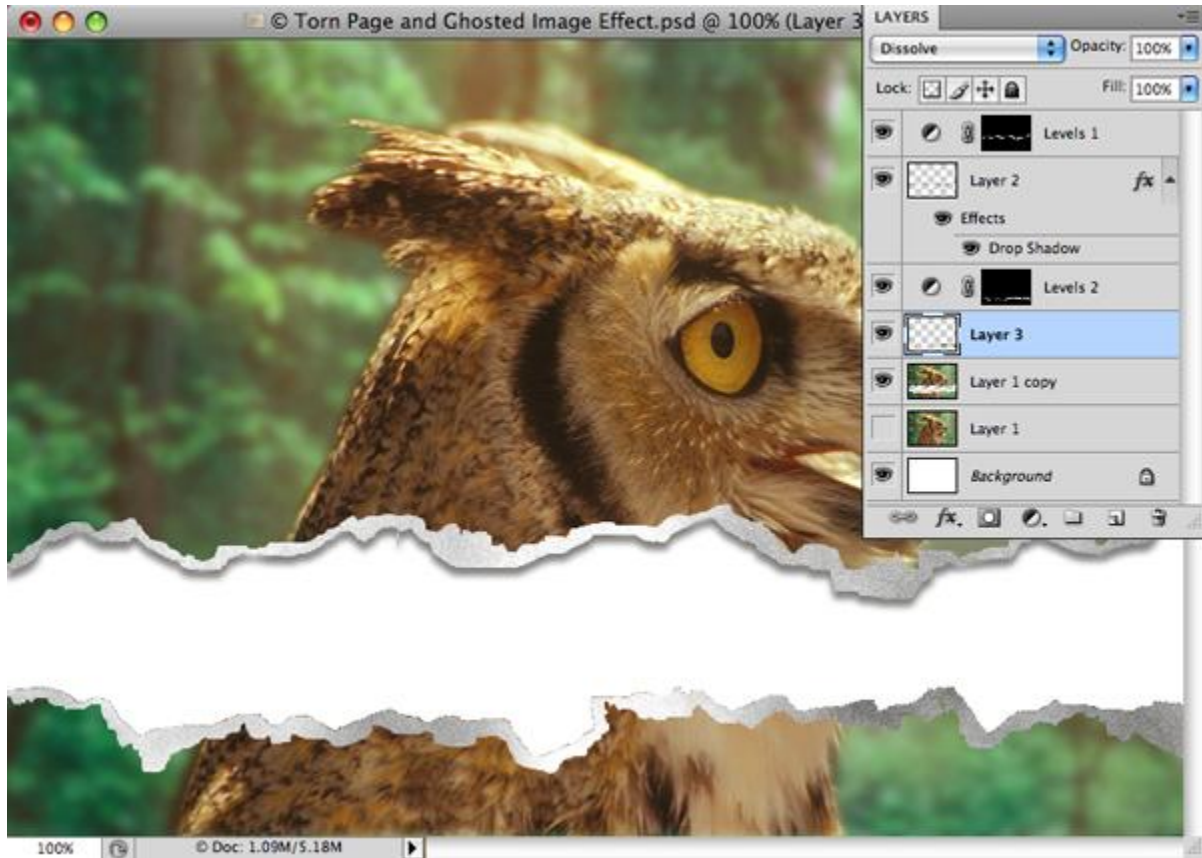 © Torn Page and Ghosted Image Effect.psd @ 100% (Layer 3
LAYERS
Dissolve Opacity: 100%
Lock: Fill: 100%
Levels 1
Layer 2 fx
Effects
Drop Shadow
Levels 2
Layer 3
Layer 1 copy
Layer 1
Background
fx.
100% © Doc: 1.09M/5.18M